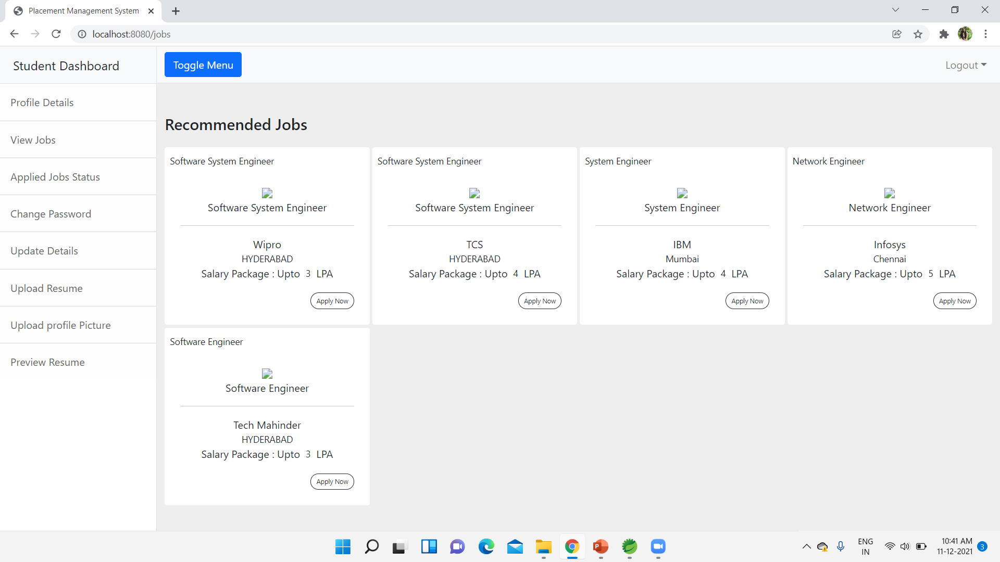 Placement Management System
localhost:8080/jobs
Student Dashboard
Toggle Menu
Logout
Profile Details
View Jobs
Applied Jobs Status
Change Password
Update Details
Upload Resume
Upload profile Picture
Preview Resume
Recommended Jobs
Software System Engineer
Software System Engineer
Wipro
HYDERABAD
Salary Package : Upto 3 LPA
Apply Now
Software System Engineer
Software System Engineer
TCS
HYDERABAD
Salary Package : Upto 4 LPA
Apply Now
System Engineer
System Engineer
IBM
Mumbai
Salary Package : Upto 4 LPA
Apply Now
Network Engineer
Network Engineer
Infosys
Chennai
Salary Package : Upto 5 LPA
Apply Now
Software Engineer
Software Engineer
Tech Mahinder
HYDERABAD
Salary Package : Upto 3 LPA
Apply Now
P
ENG
IN
10:41 AM
11-12-2021
3